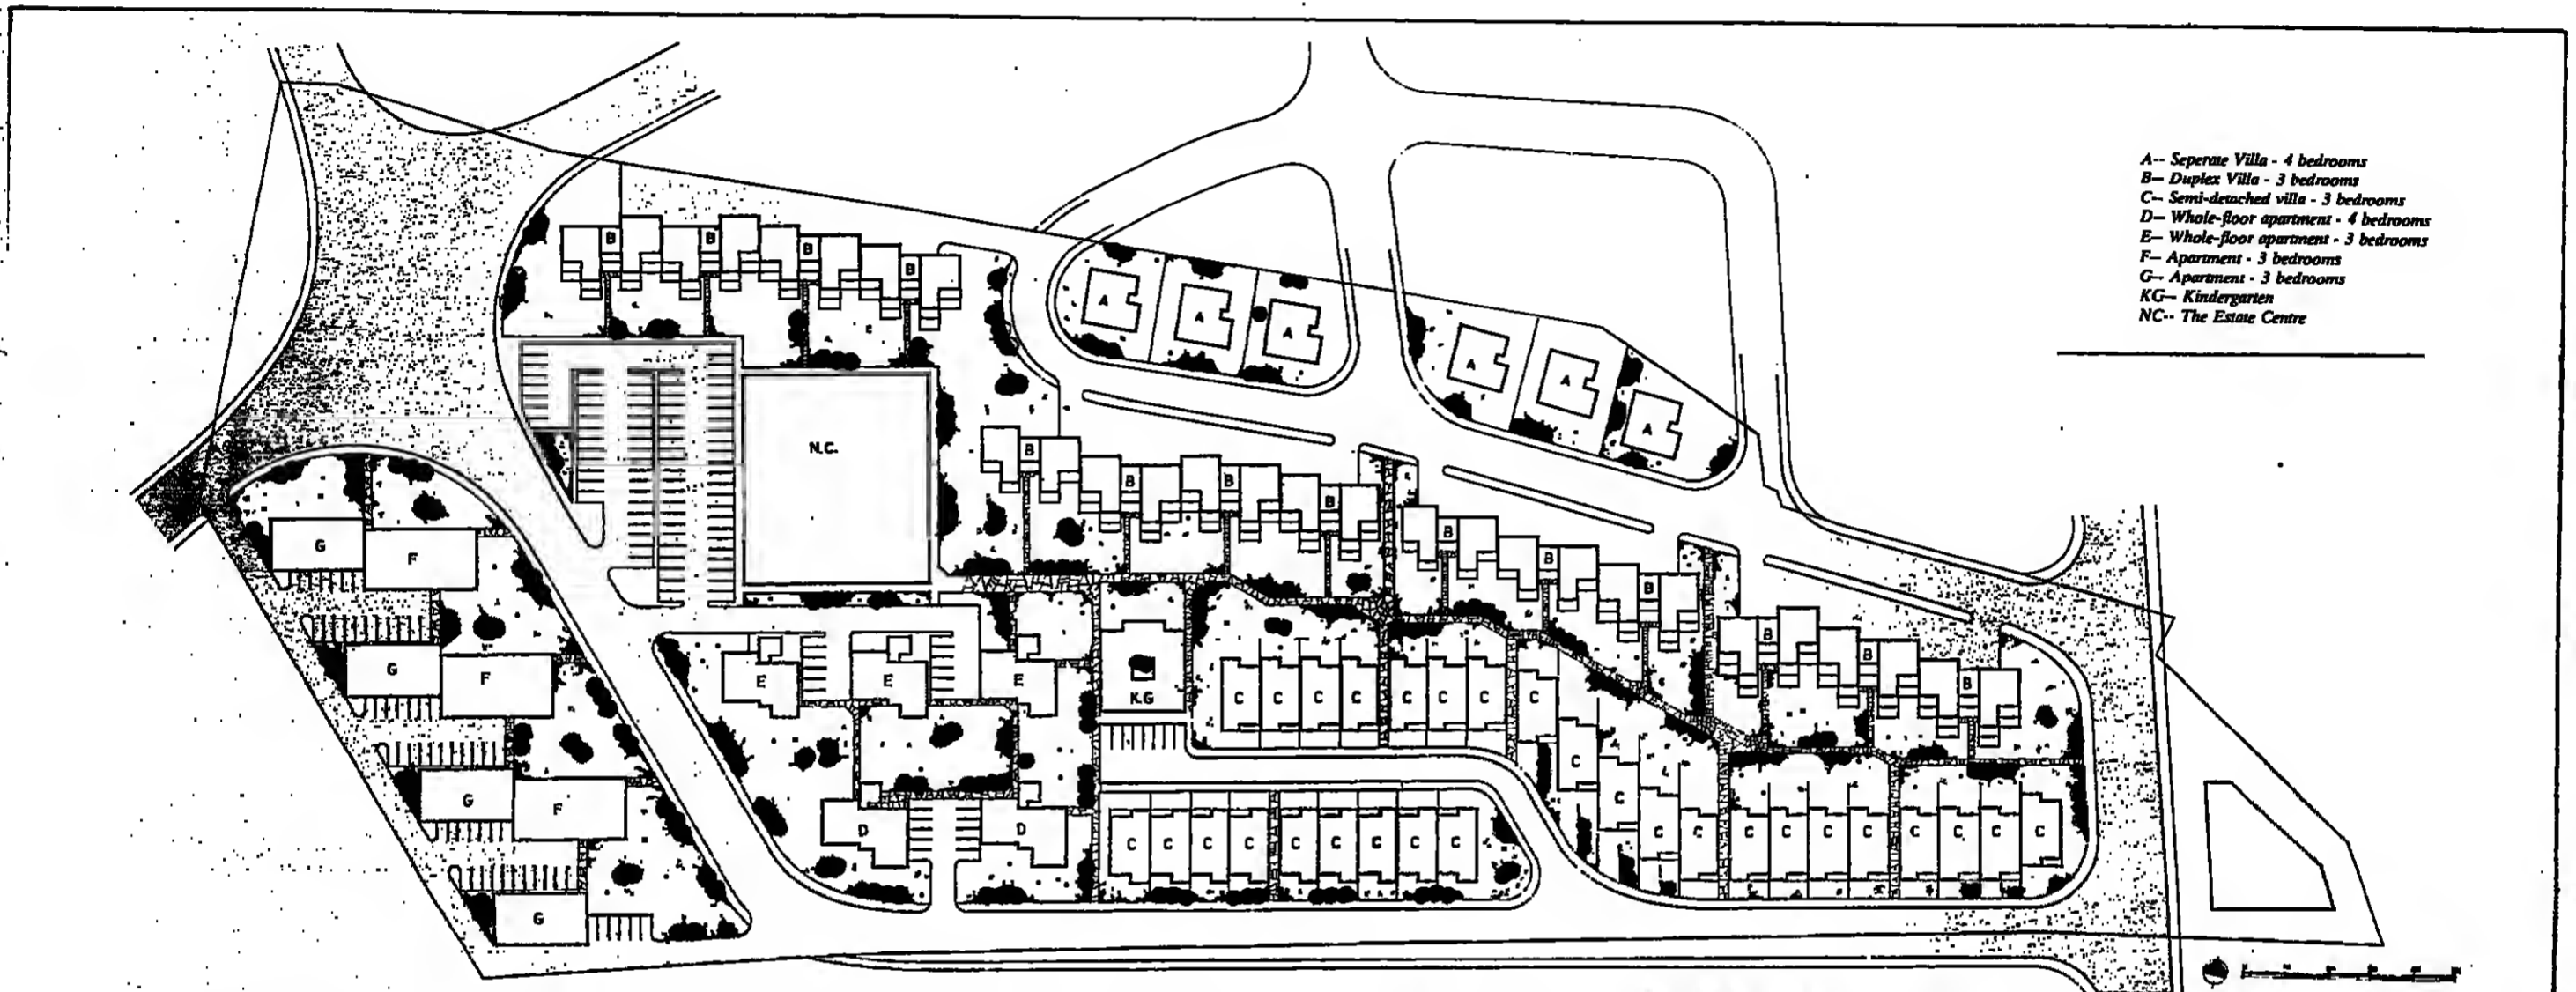 A-- Seperate Villa - 4 bedrooms
B-- Duplex Villa - 3 bedrooms
C-- Semi-detached villa - 3 bedrooms
D-- Whole-floor apartment - 4 bedrooms
E-- Whole-floor apartment - 3 bedrooms
F-- Apartment - 3 bedrooms
G-- Apartment - 3 bedrooms
KG-- Kindergarten
NC-- The Estate Centre
B B B B
A A A
A A A
N.C.
B B B B
B B B
B B B
G F
G F
G F
G
E E E
K.G
C C C C C C C C
C
C
D D
C C C C C C C C C
C C C C C C C C C C